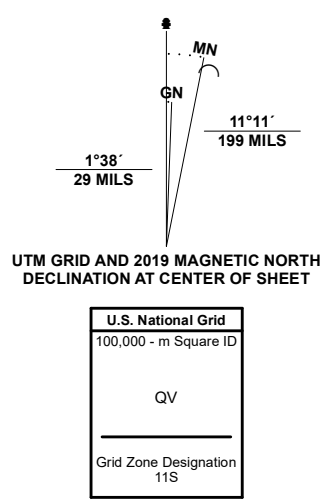 MN
GN
11°11´
199 MILS
1°38´
29 MILS
UTM GRID AND 2019 MAGNETIC NORTH
DECLINATION AT CENTER OF SHEET
U.S. National Grid
100,000 - m Square ID
QV
Grid Zone Designation
11S